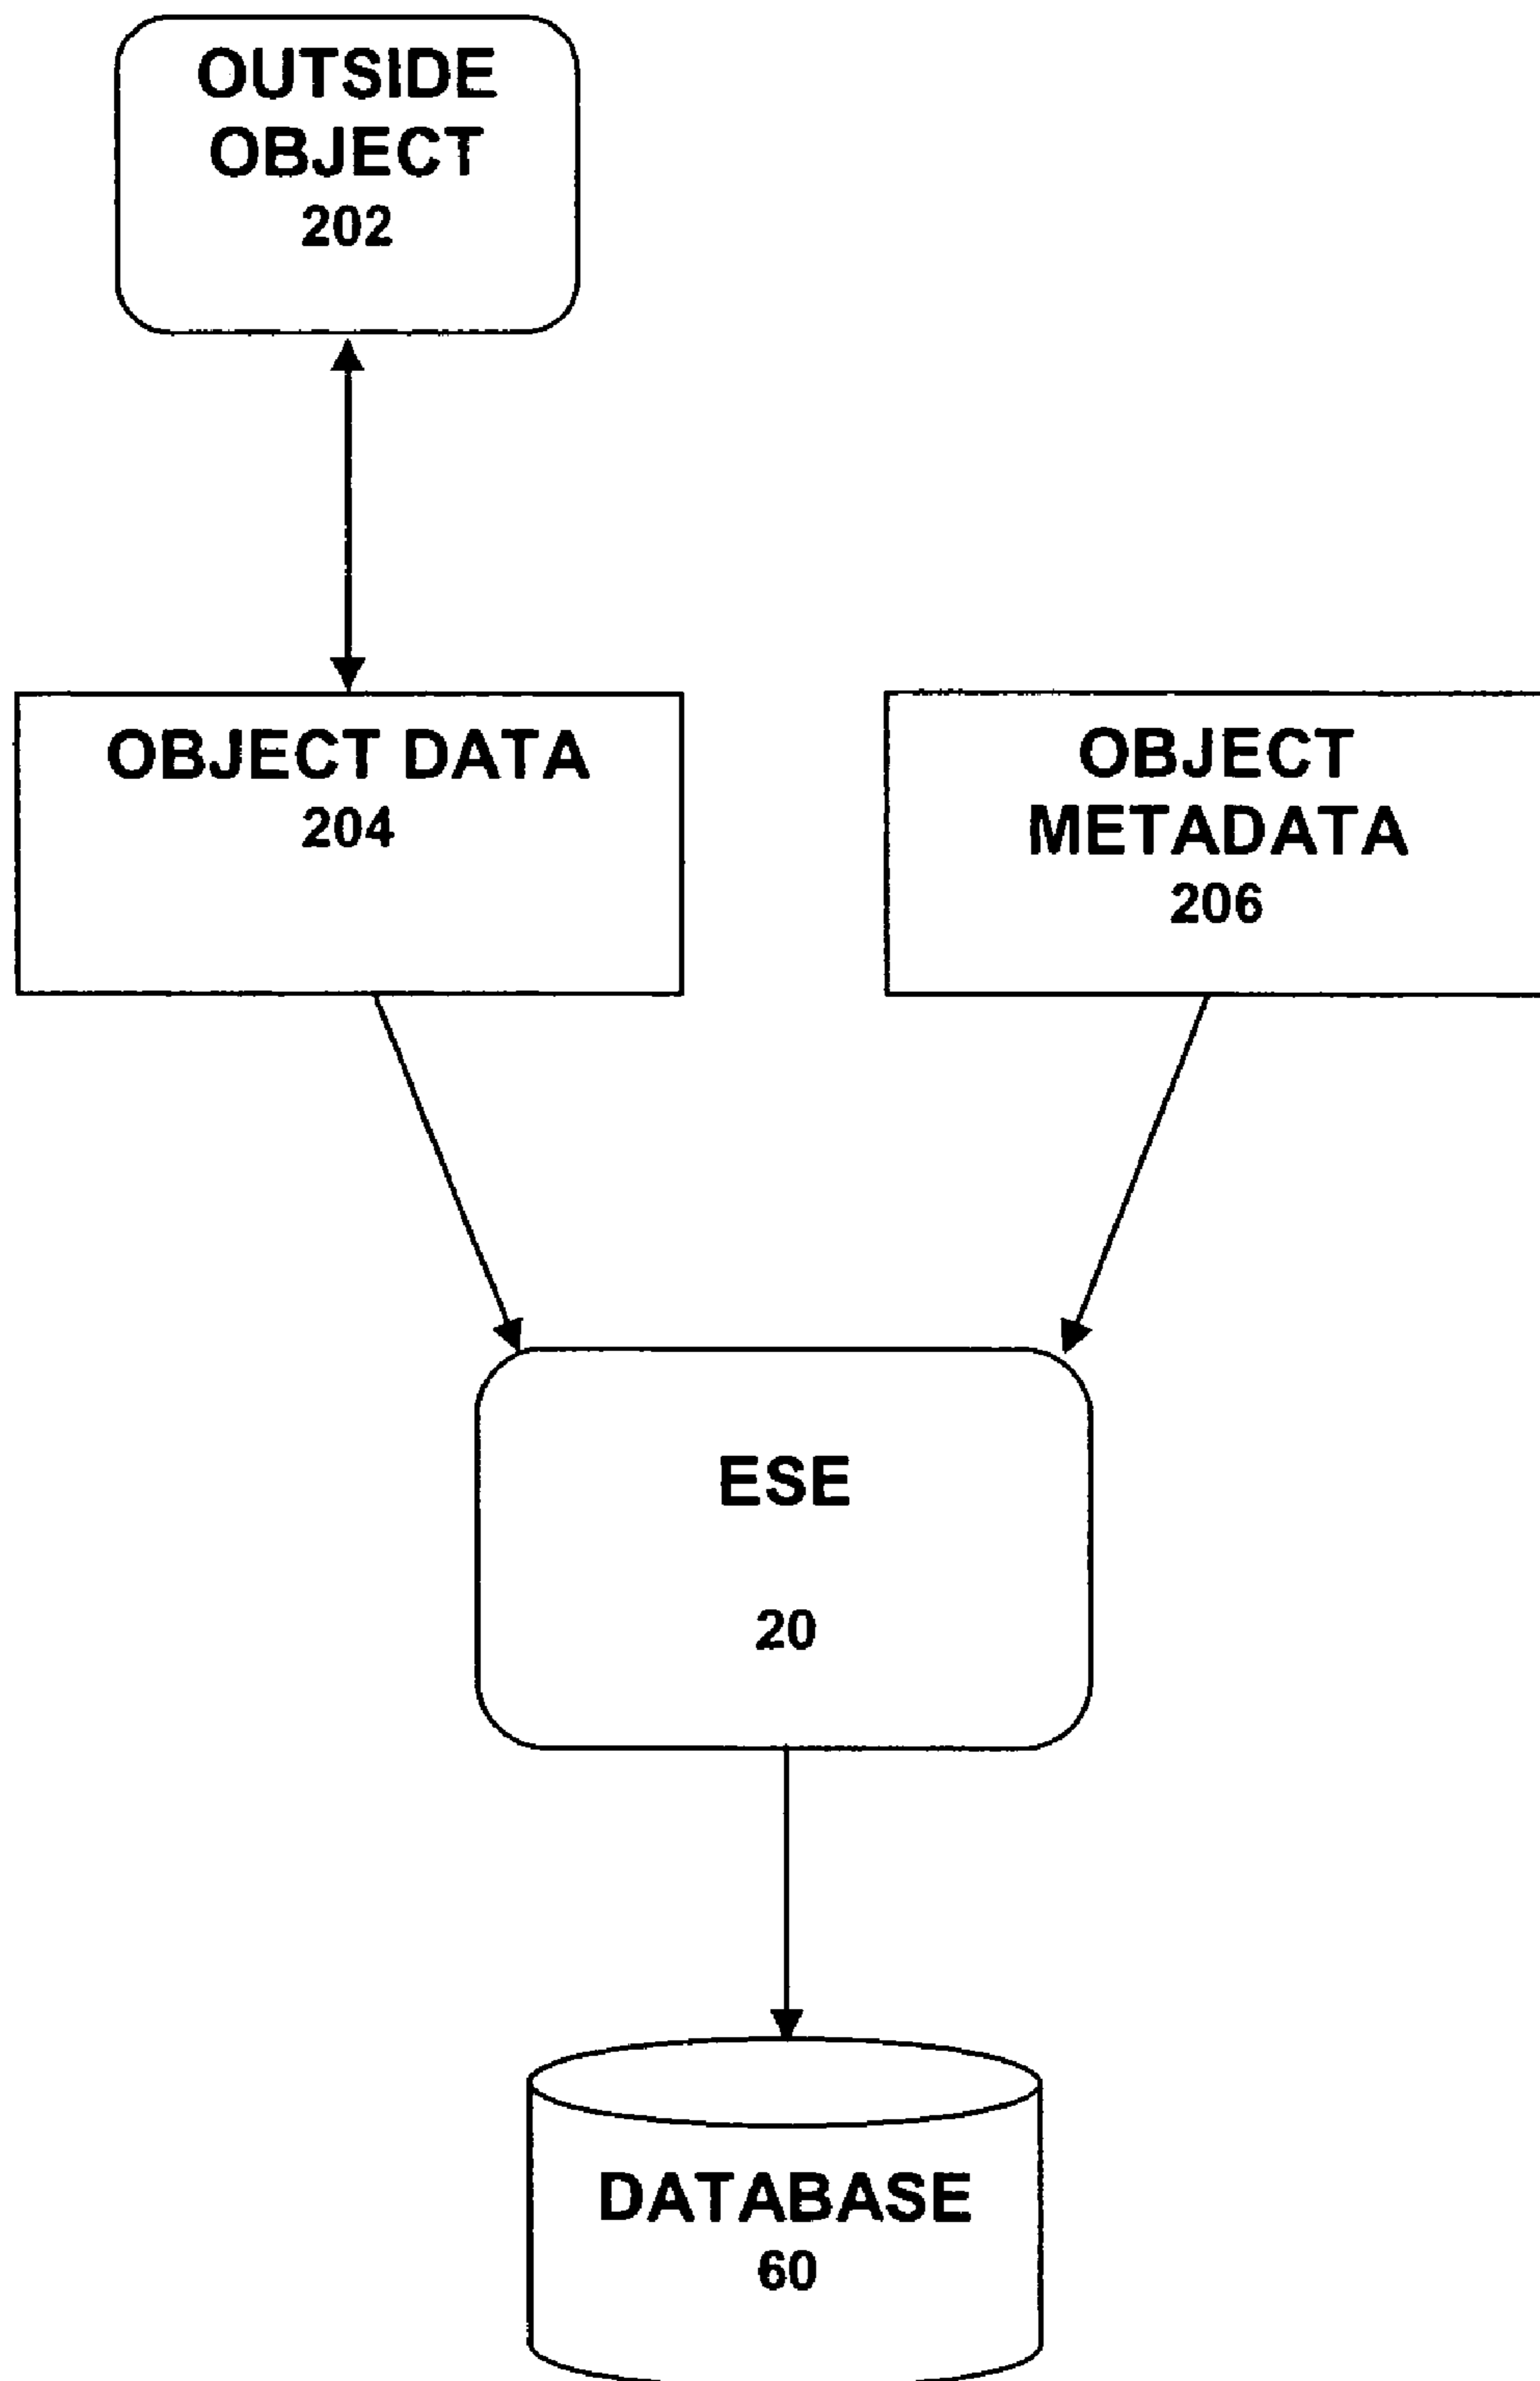 OUTSIDE
OBJECT
202
OBJECT DATA
204
OBJECT
METADATA
206
ESE
20
DATABASE
60